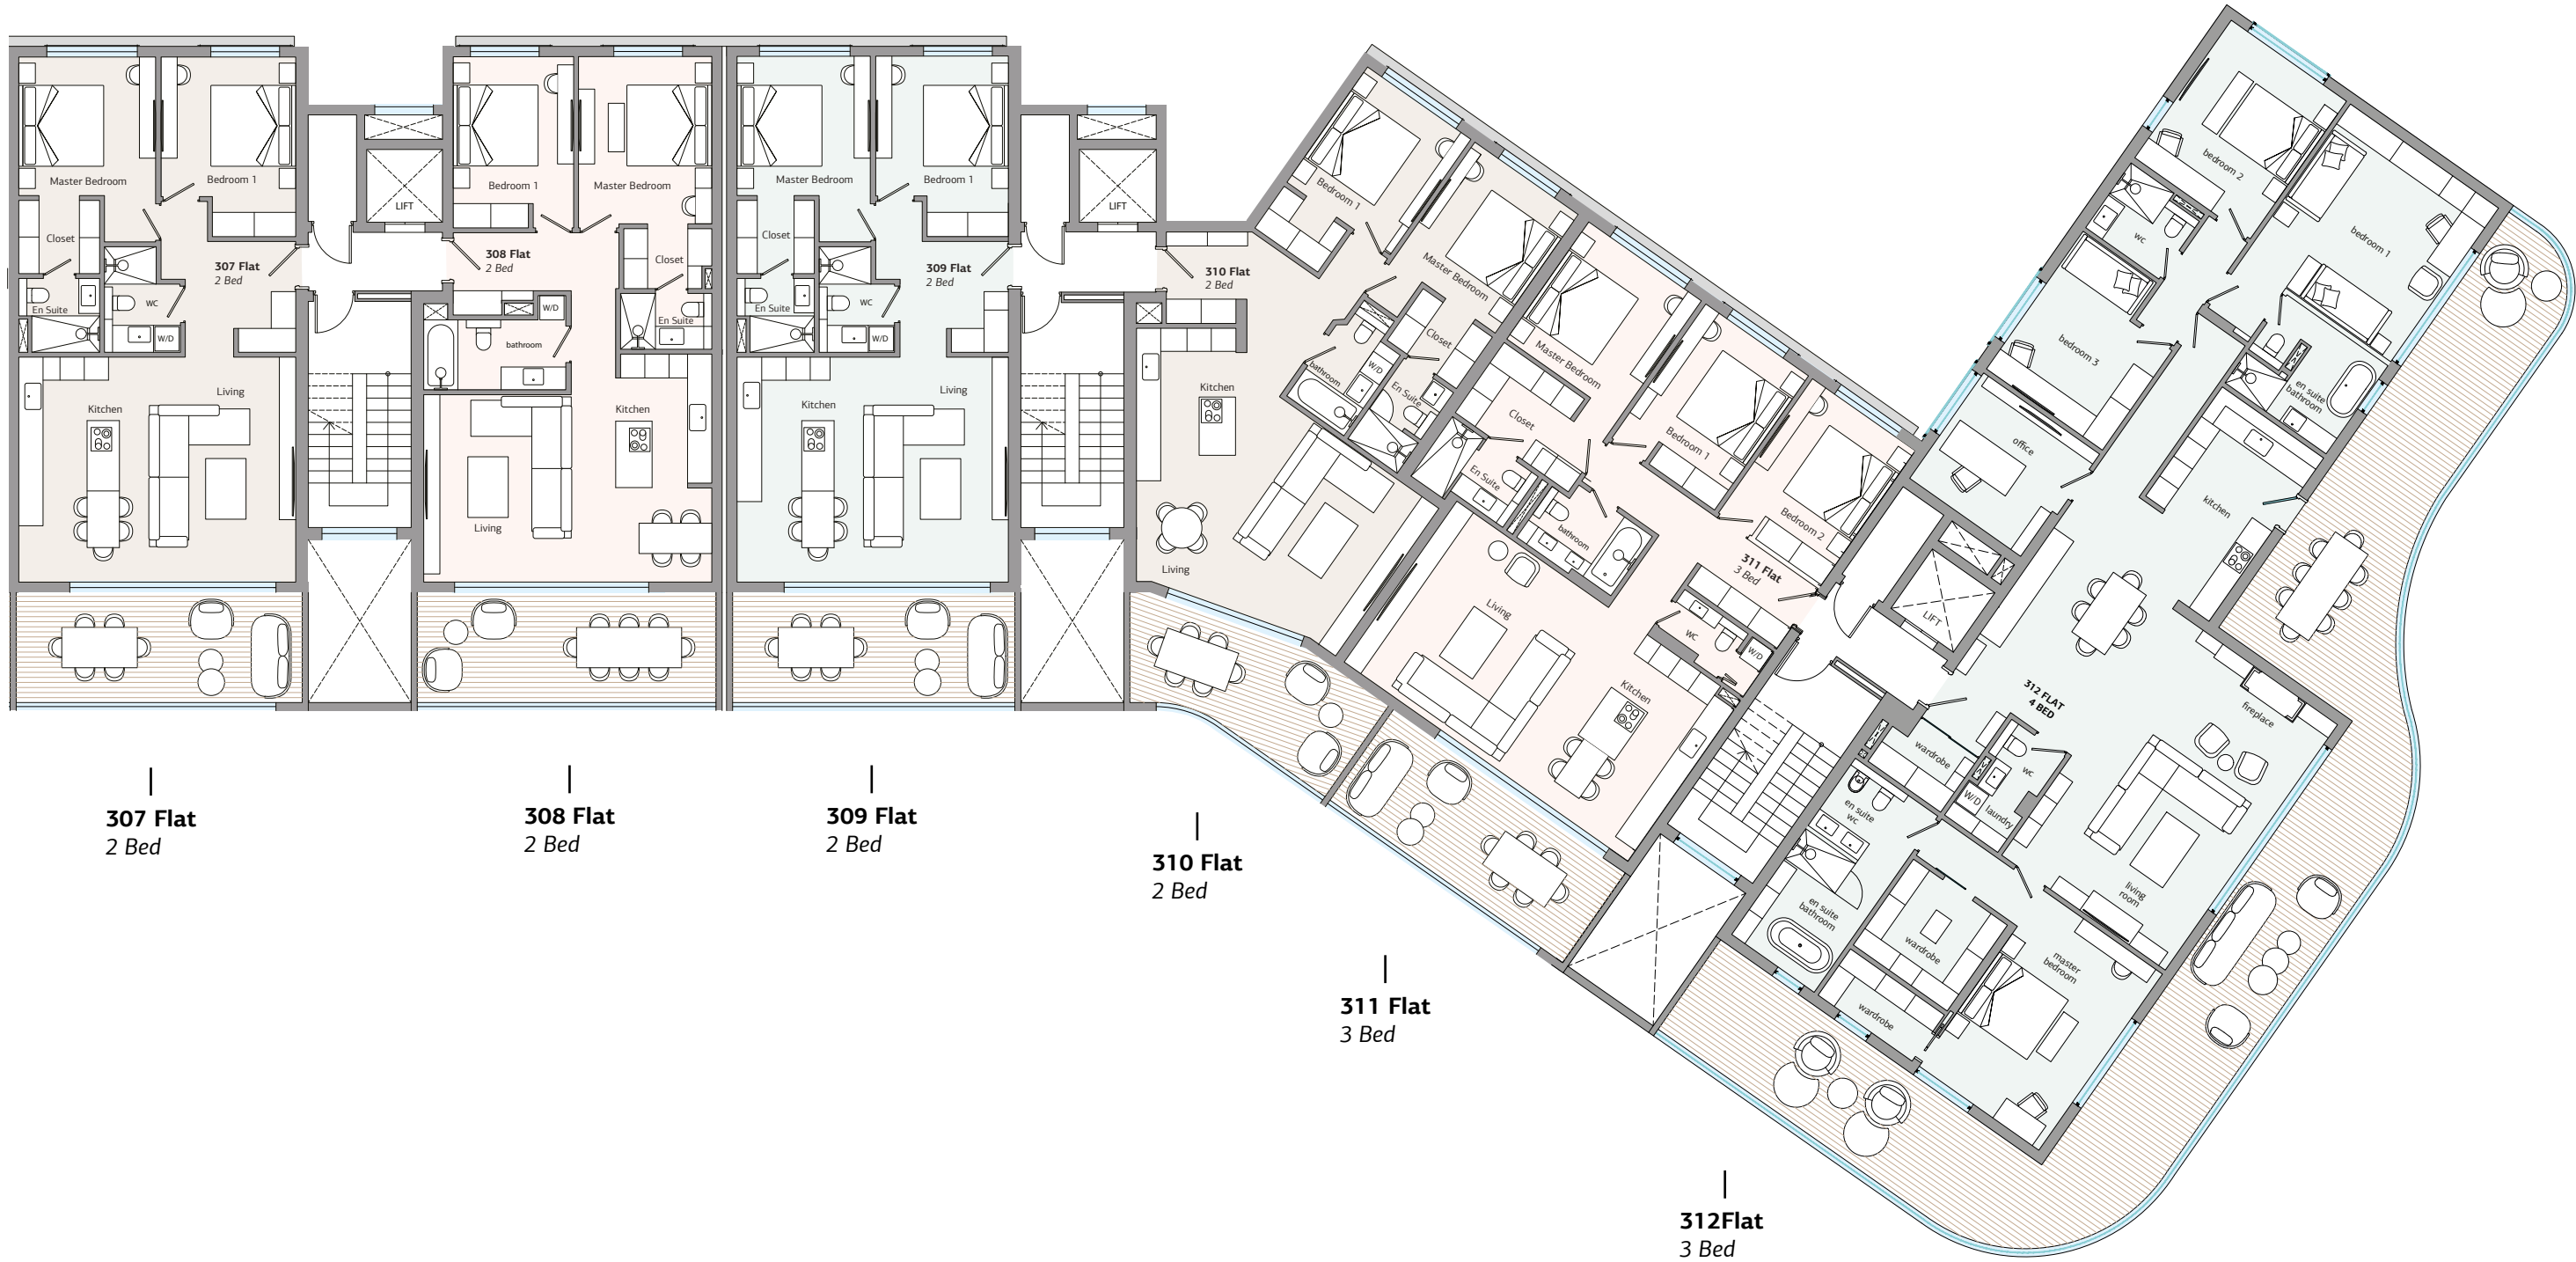 Master Bedroom
Bedroom 1
Closet
En Suite
WC
W/D
307 Flat
2 Bed
Kitchen
Living
LIFT
Bedroom 1
Master Bedroom
308 Flat
2 Bed
Closet
En Suite
W/D
bathroom
Kitchen
Living
Master Bedroom
Bedroom 1
Closet
En Suite
WC
W/D
309 Flat
2 Bed
Kitchen
Living
LIFT
310 Flat
2 Bed
Bedroom 1
Master Bedroom
Closet
bathroom
W/D
En Suite
Kitchen
Living
Master Bedroom
Closet
En Suite
bathroom
Bedroom 1
Bedroom 2
311 Flat
3 Bed
Living
WC
W/D
Kitchen
LIFT
bedroom 2
bedroom 1
wc
bedroom 3
en suite
bathroom
office
kitchen
312 FLAT
4 BED
fireplace
wardrobe
wc
W/D
laundry
en suite
wc
living
room
en suite
bathroom
wardrobe
master
bedroom
wardrobe
307 Flat
2 Bed
308 Flat
2 Bed
309 Flat
2 Bed
310 Flat
2 Bed
311 Flat
3 Bed
312Flat
3 Bed